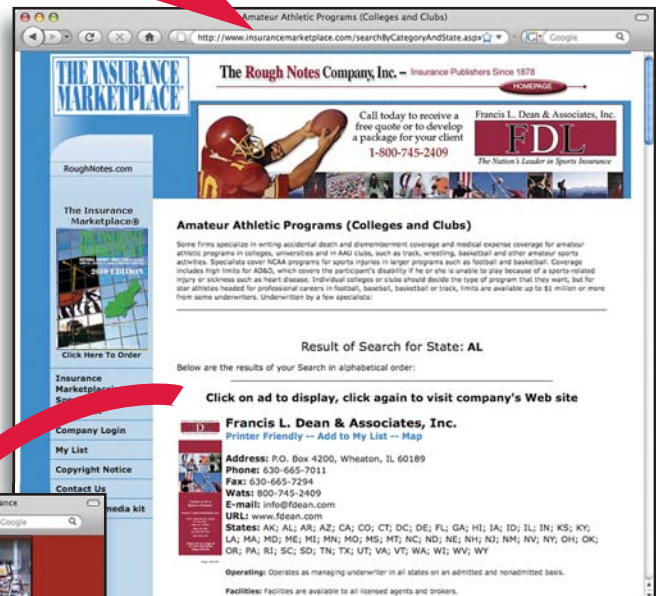 Amateur Athletic Programs (Colleges and Clubs)
http://www.insurancemarketplace.com/searchByCategoryAndState.aspx
Google
THE INSURANCE
MARKETPLACE®
The Rough Notes Company, Inc. – Insurance Publishers Since 1878
HOMEPAGE
Call today to receive a
free quote or to develop
a package for your client
1-800-745-2409
Francis L. Dean & Associates, Inc.
FDL
The Nation's Leader in Sports Insurance
RoughNotes.com
The Insurance
Marketplace®
2010 EDITION
Click Here To Order
Insurance
Company Login
My List
Copyright Notice
Contact Us
media kit
Amateur Athletic Programs (Colleges and Clubs)
Some firms specialize in writing accidental death and dismemberment coverage and medical expense coverage for amateur
athletic programs in colleges, universities and in AAU clubs, such as track, wrestling, basketball and other amateur sports
activities. Specialists cover NCAA programs for sports injuries in larger programs such as football and basketball. Coverage
includes high limits for AD&D, which covers the participant's disability if he or she is unable to play because of a sports-related
injury or sickness such as heart disease. Individual colleges or clubs should decide the type of program that they want, but for
star athletes headed for professional careers in football, baseball, basketball or track, limits are available up to $1 million or more
from some underwriters. Underwritten by a few specialists:
Result of Search for State: AL
Below are the results of your Search in alphabetical order:
Click on ad to display, click again to visit company's Web site
Francis L. Dean & Associates, Inc.
Printer Friendly -- Add to My List -- Map
Address: P.O. Box 4200, Wheaton, IL 60189
Phone: 630-665-7011
Fax: 630-665-7294
Wats: 800-745-2409
E-mail: info@fdean.com
URL: www.fdean.com
States: AK; AL; AR; AZ; CA; CO; CT; DC; DE; FL; GA; HI; IA; ID; IL; IN; KS; KY;
LA; MA; MD; ME; MI; MN; MO; MS; MT; NC; ND; NE; NH; NJ; NM; NV; NY; OH; OK;
OR; PA; RI; SC; SD; TN; TX; UT; VA; VT; WA; WI; WV; WY
Operating: Operates as managing underwriter in all states on an admitted and nonadmitted basis.
Facilities: Facilities are available to all licensed agents and brokers.
Google